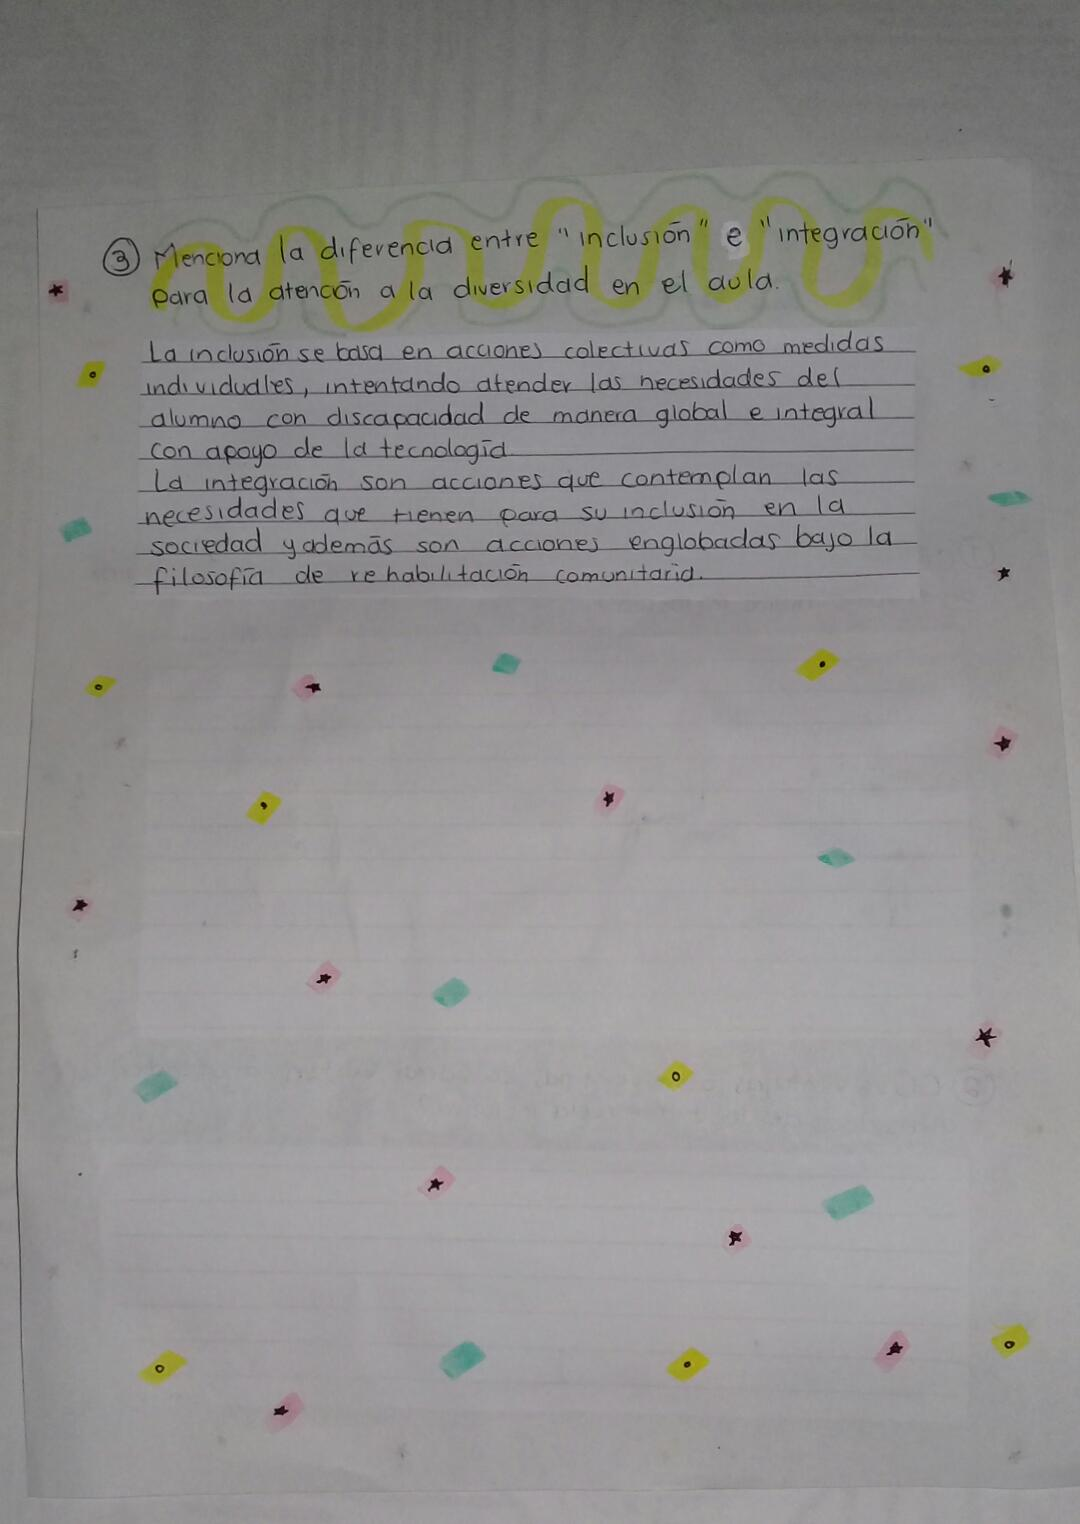 ③ Menciona la diferencia entre "inclusión" e "integración"
para la atención a la diversidad en el aula.
La inclusión se basa en acciones colectivas como medidas
individuales, intentando atender las necesidades del
alumno con discapacidad de manera global e integral
con apoyo de la tecnología.
La integración son acciones que contemplan las
necesidades que tienen para su inclusión en la
sociedad y además son acciones englobadas bajo la
filosofía de rehabilitación comunitaria.